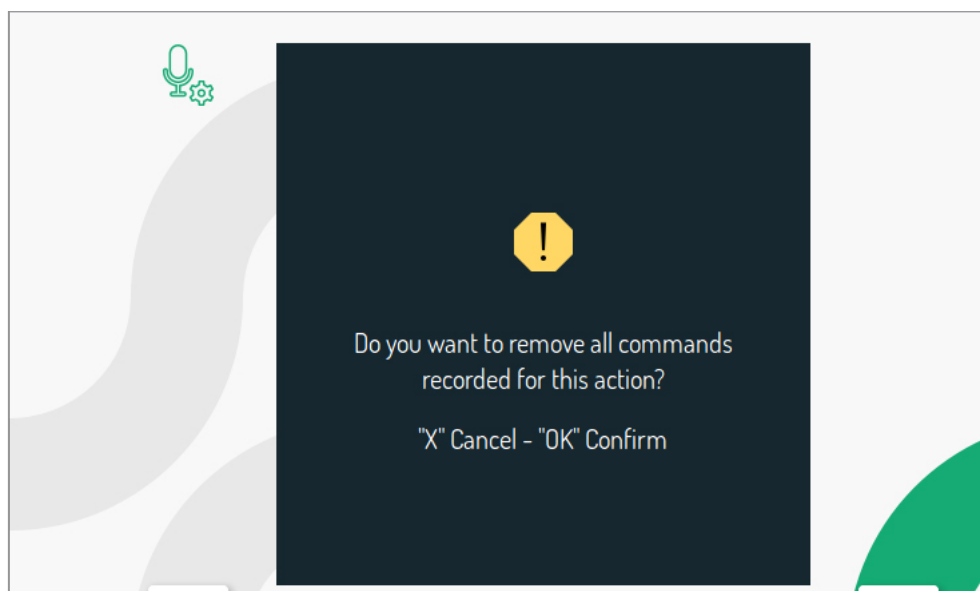 !
Do you want to remove all commands
recorded for this action?
"X" Cancel - "OK" Confirm